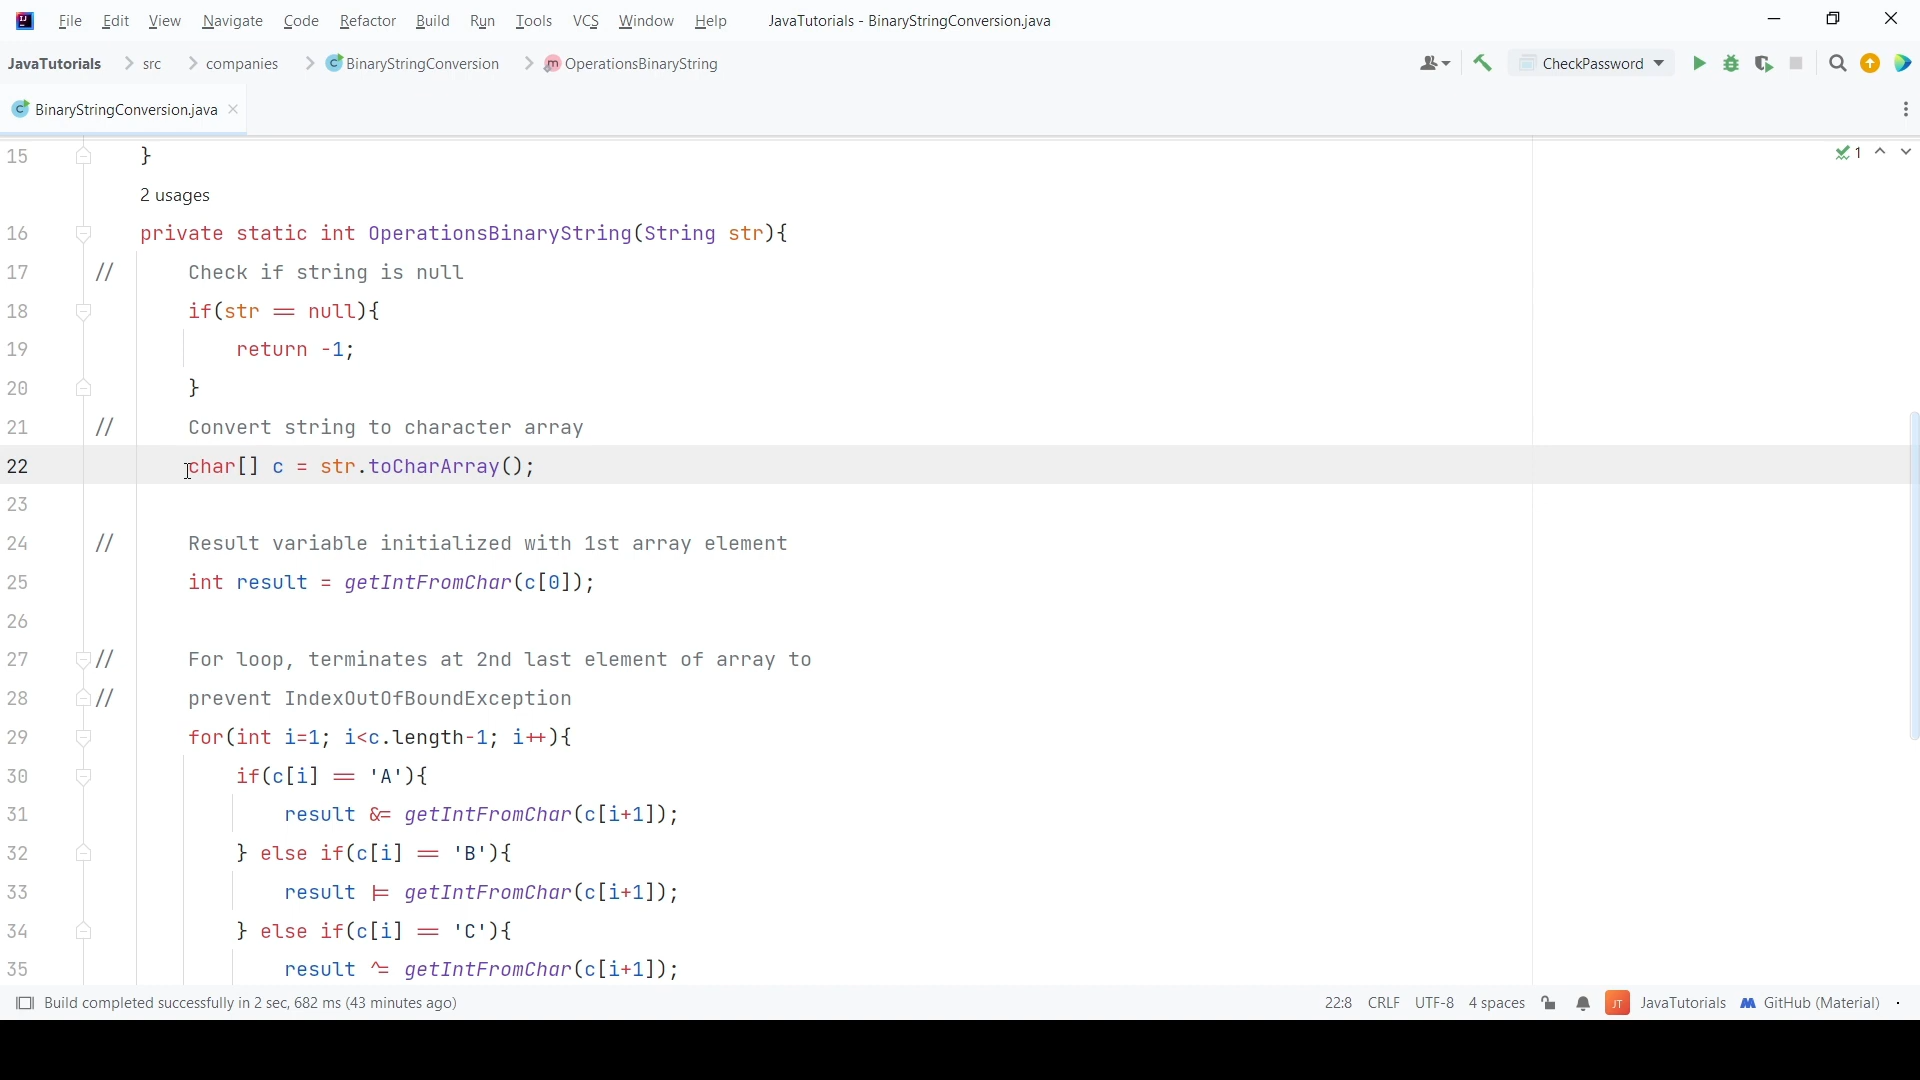 File Edit View Navigate Code Refactor Build Run Tools VCS Window Help JavaTutorials - BinaryStringConversion.java
JavaTutorials src companies BinaryStringConversion OperationsBinaryString CheckPassword
BinaryStringConversion.java
15 }
1
2 usages
16 private static int OperationsBinaryString(String str){
17 // Check if string is null
18 if(str == null){
19 return -1;
20 }
21 // Convert string to character array
22 char[] c = str.toCharArray();
23
24 // Result variable initialized with 1st array element
25 int result = getIntFromChar(c[0]);
26
27 // For loop, terminates at 2nd last element of array to
28 // prevent IndexOutOfBoundException
29 for(int i=1; i<c.length-1; i++){
30 if(c[i] == 'A'){
31 result &= getIntFromChar(c[i+1]);
32 } else if(c[i] == 'B'){
33 result |= getIntFromChar(c[i+1]);
34 } else if(c[i] == 'C'){
35 result ^= getIntFromChar(c[i+1]);
Build completed successfully in 2 sec, 682 ms (43 minutes ago) 22:8 CRLF UTF-8 4 spaces JT JavaTutorials GitHub (Material)